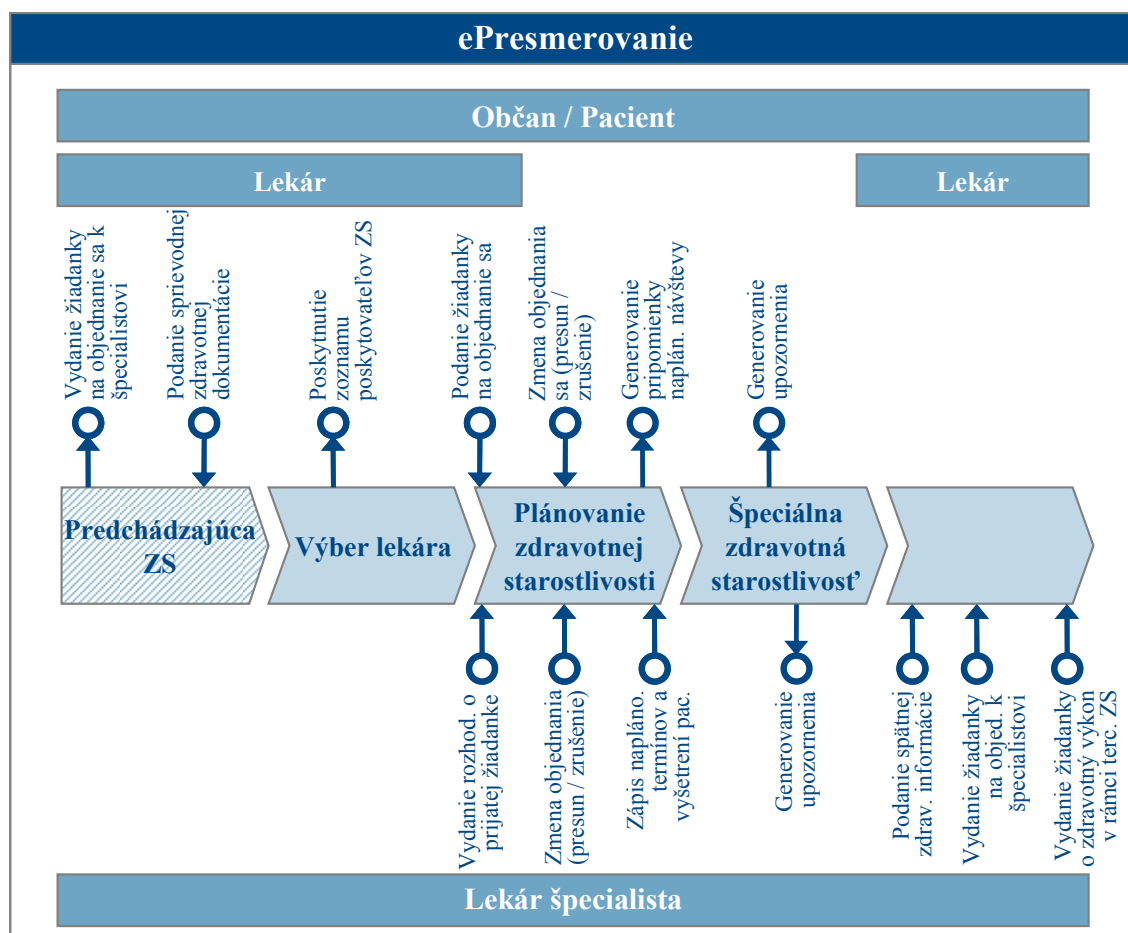 ePresmerovanie
Občan / Pacient
Lekár
Lekár
Vydanie žiadanky
na objednanie sa k
špecialistovi
Podanie sprievodnej
zdravotnej
dokumentácie
Poskytnutie
zoznamu
poskytovateľov ZS
Podanie žiadanky
na objednanie sa
Zmena objednania
sa (presun /
zrušenie)
Generovanie
pripomienky
naplán. návštevy
Generovanie
upozornenia
Predchádzajúca
ZS
Výber lekára
Plánovanie
zdravotnej
starostlivosti
Špeciálna
zdravotná
starostlivosť
Vydanie rozhod. o
prijatej žiadanke
Zmena objednania
(presun / zrušenie)
Zápis napláno.
termínov a
vyšetrení pac.
Generovanie
upozornenia
Podanie spätnej
zdrav. informácie
Vydanie žiadanky
na objed. k
špecialistovi
Vydanie žiadanky
o zdravotný výkon
v rámci terc. ZS
Lekár špecialista